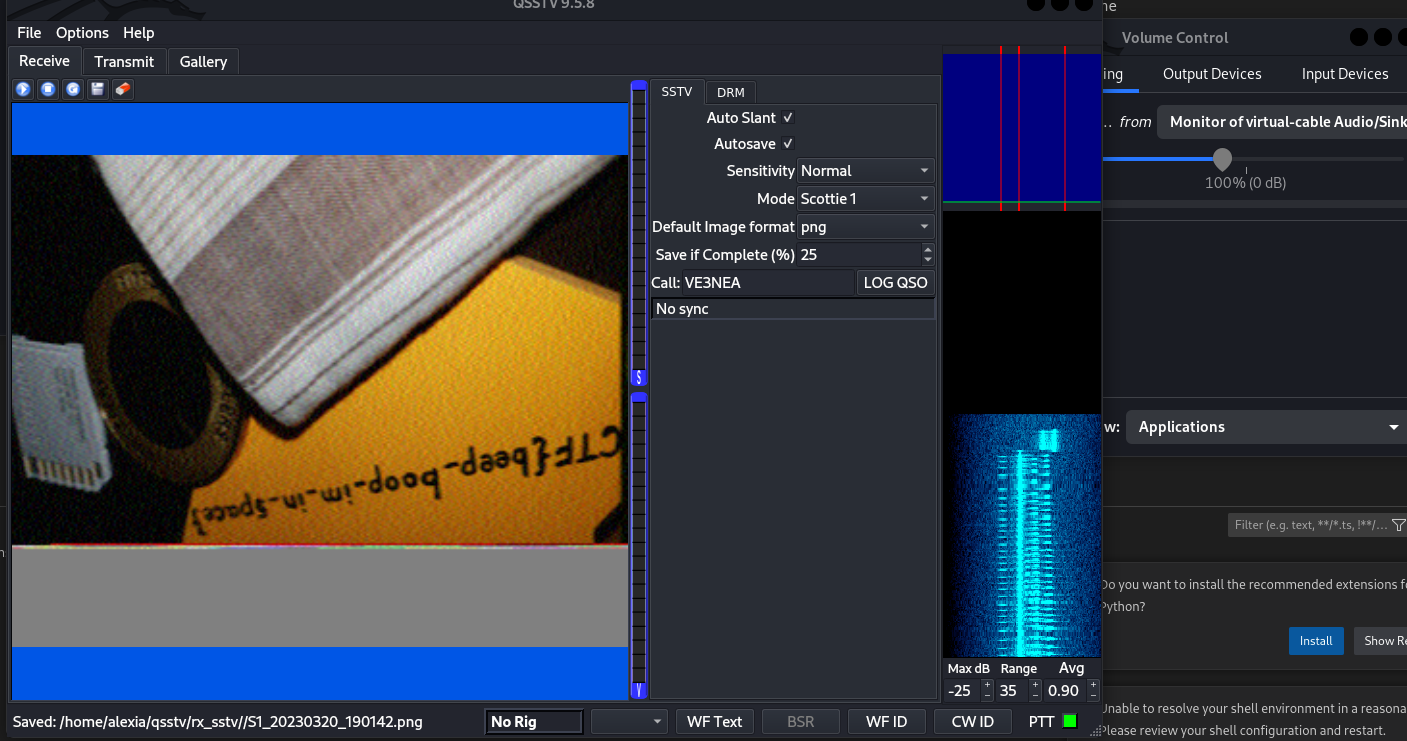 QSSTV 9.5.8
me
File Options Help
Volume Control
Receive Transmit Gallery
ing Output Devices Input Devices
SSTV DRM
Auto Slant
.. from Monitor of virtual-cable Audio/Sink
Autosave
Sensitivity Normal
100% (0 dB)
Mode Scottie 1
Default Image format png
Save if Complete (%) 25
Call: VE3NEA LOG QSO
No sync
S
w: Applications
CTF{beep-boop-im-in-space}
Filter (e.g. text, **/*.ts, !**/...
Do you want to install the recommended extensions fo
Python?
Install Show Re
Max dB Range Avg
-25 35 0.90
V
Saved: /home/alexia/qsstv/rx_sstv//S1_20230320_190142.png No Rig WF Text BSR WF ID CW ID PTT
Unable to resolve your shell environment in a reasona
Please review your shell configuration and restart.